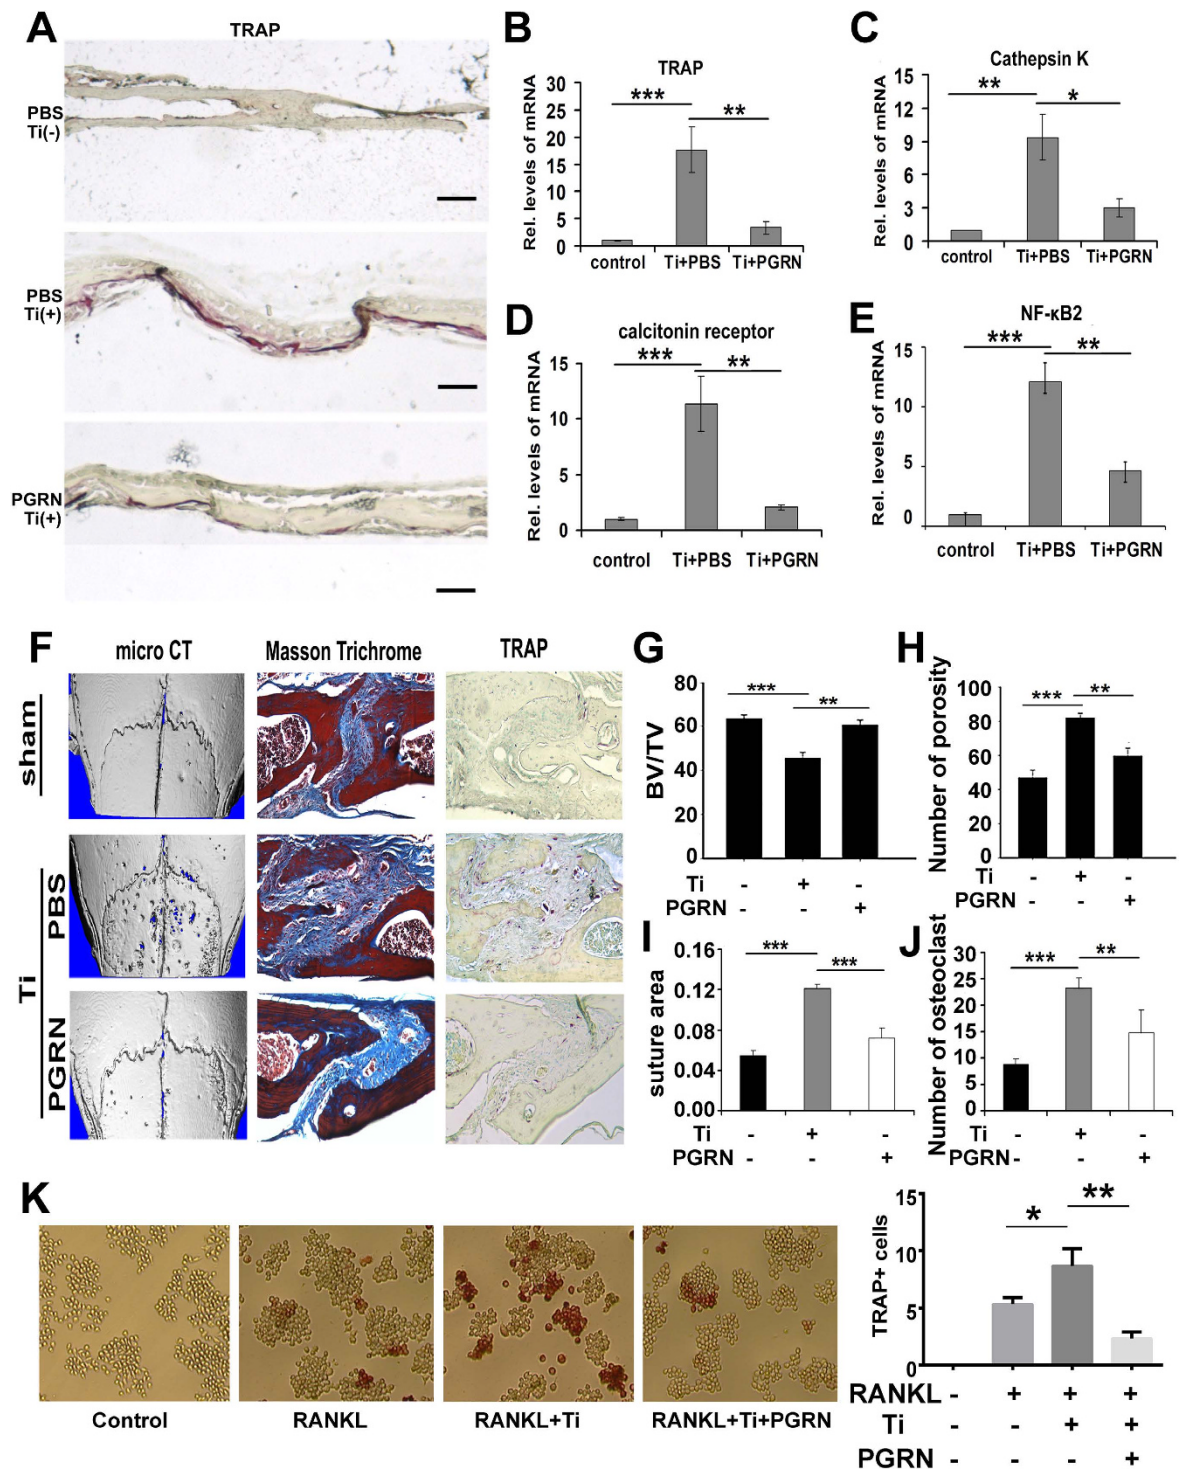 A
TRAP
PBS
Ti(-)
PBS
Ti(+)
PGRN
Ti(+)
B
TRAP
Rel. levels of mRNA
30
25
20
15
10
5
0
***
**
control Ti+PBS Ti+PGRN
C
Cathepsin K
Rel. levels of mRNA
15
12
9
6
3
0
**
*
control Ti+PBS Ti+PGRN
D
calcitonin receptor
Rel. levels of mRNA
15
10
5
0
***
**
control Ti+PBS Ti+PGRN
E
NF-κB2
Rel. levels of mRNA
15
10
5
0
***
**
control Ti+PBS Ti+PGRN
F
micro CT Masson Trichrome TRAP
sham
Ti
PBS
PGRN
G
BV/TV
80
60
40
20
0
***
**
Ti - + -
PGRN - - +
H
Number of porosity
100
80
60
40
20
0
***
**
Ti - + -
PGRN - - +
I
suture area
0.16
0.12
0.08
0.04
0.00
***
***
Ti - + -
PGRN - - +
J
Number of osteoclast
30
25
20
15
10
5
0
***
**
Ti - + -
PGRN - - +
K
Control RANKL RANKL+Ti RANKL+Ti+PGRN
TRAP+ cells
15
10
5
0
*
**
RANKL - + + +
Ti - - + +
PGRN - - - +